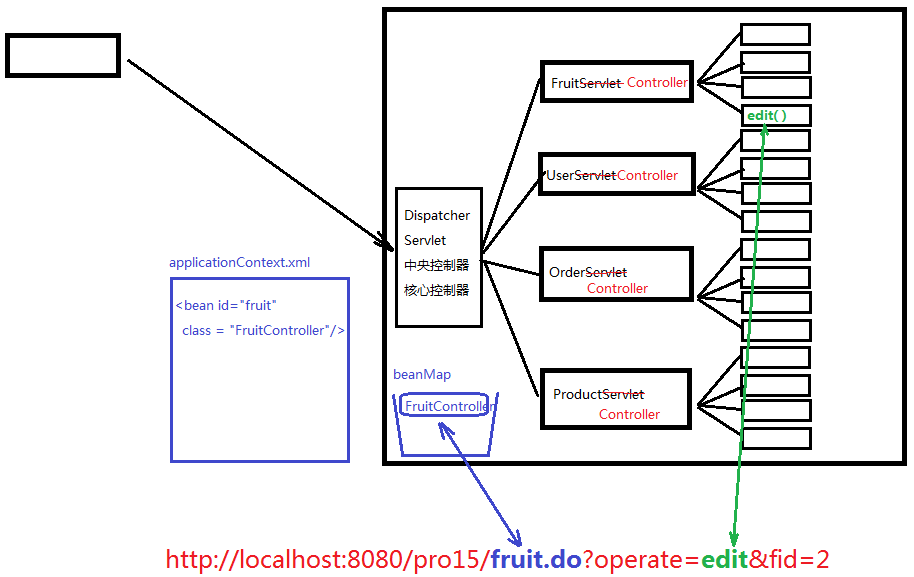 FruitServlet Controller
edit( )
UserServletController
Dispatcher
Servlet
中央控制器
核心控制器
OrderServlet
Controller
applicationContext.xml
<bean id="fruit"
class = "FruitController"/>
beanMap
FruitController
ProductServlet
Controller
http://localhost:8080/pro15/fruit.do?operate=edit&fid=2